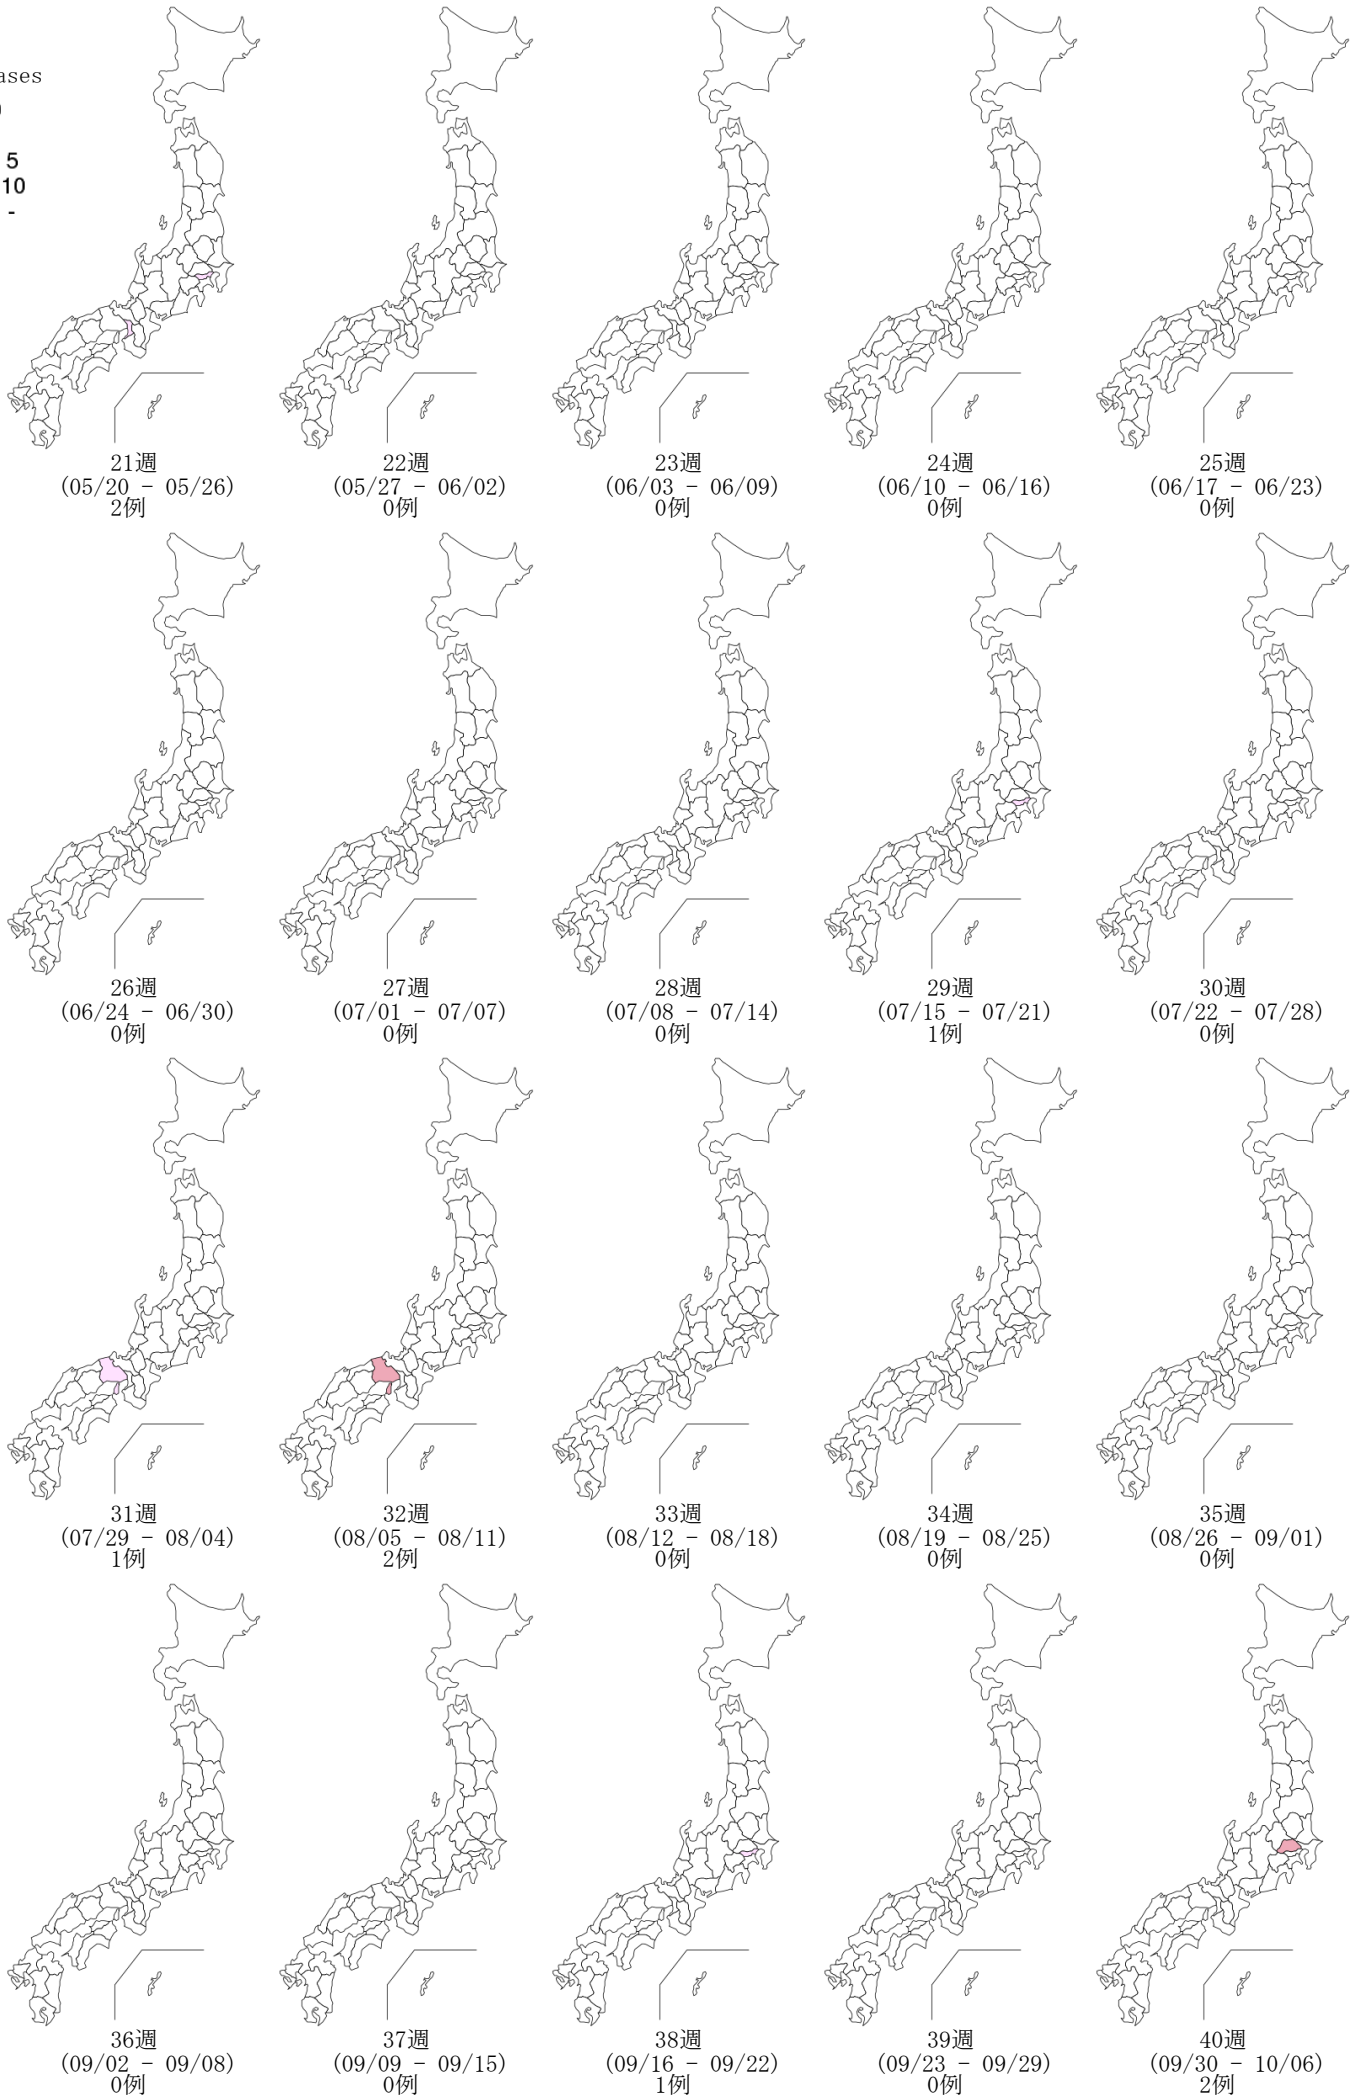 ases
5
10
-
21週
(05/20 - 05/26)
2例
22週
(05/27 - 06/02)
0例
23週
(06/03 - 06/09)
0例
24週
(06/10 - 06/16)
0例
25週
(06/17 - 06/23)
0例
26週
(06/24 - 06/30)
0例
27週
(07/01 - 07/07)
0例
28週
(07/08 - 07/14)
0例
29週
(07/15 - 07/21)
1例
30週
(07/22 - 07/28)
0例
31週
(07/29 - 08/04)
1例
32週
(08/05 - 08/11)
2例
33週
(08/12 - 08/18)
0例
34週
(08/19 - 08/25)
0例
35週
(08/26 - 09/01)
0例
36週
(09/02 - 09/08)
0例
37週
(09/09 - 09/15)
0例
38週
(09/16 - 09/22)
1例
39週
(09/23 - 09/29)
0例
40週
(09/30 - 10/06)
2例